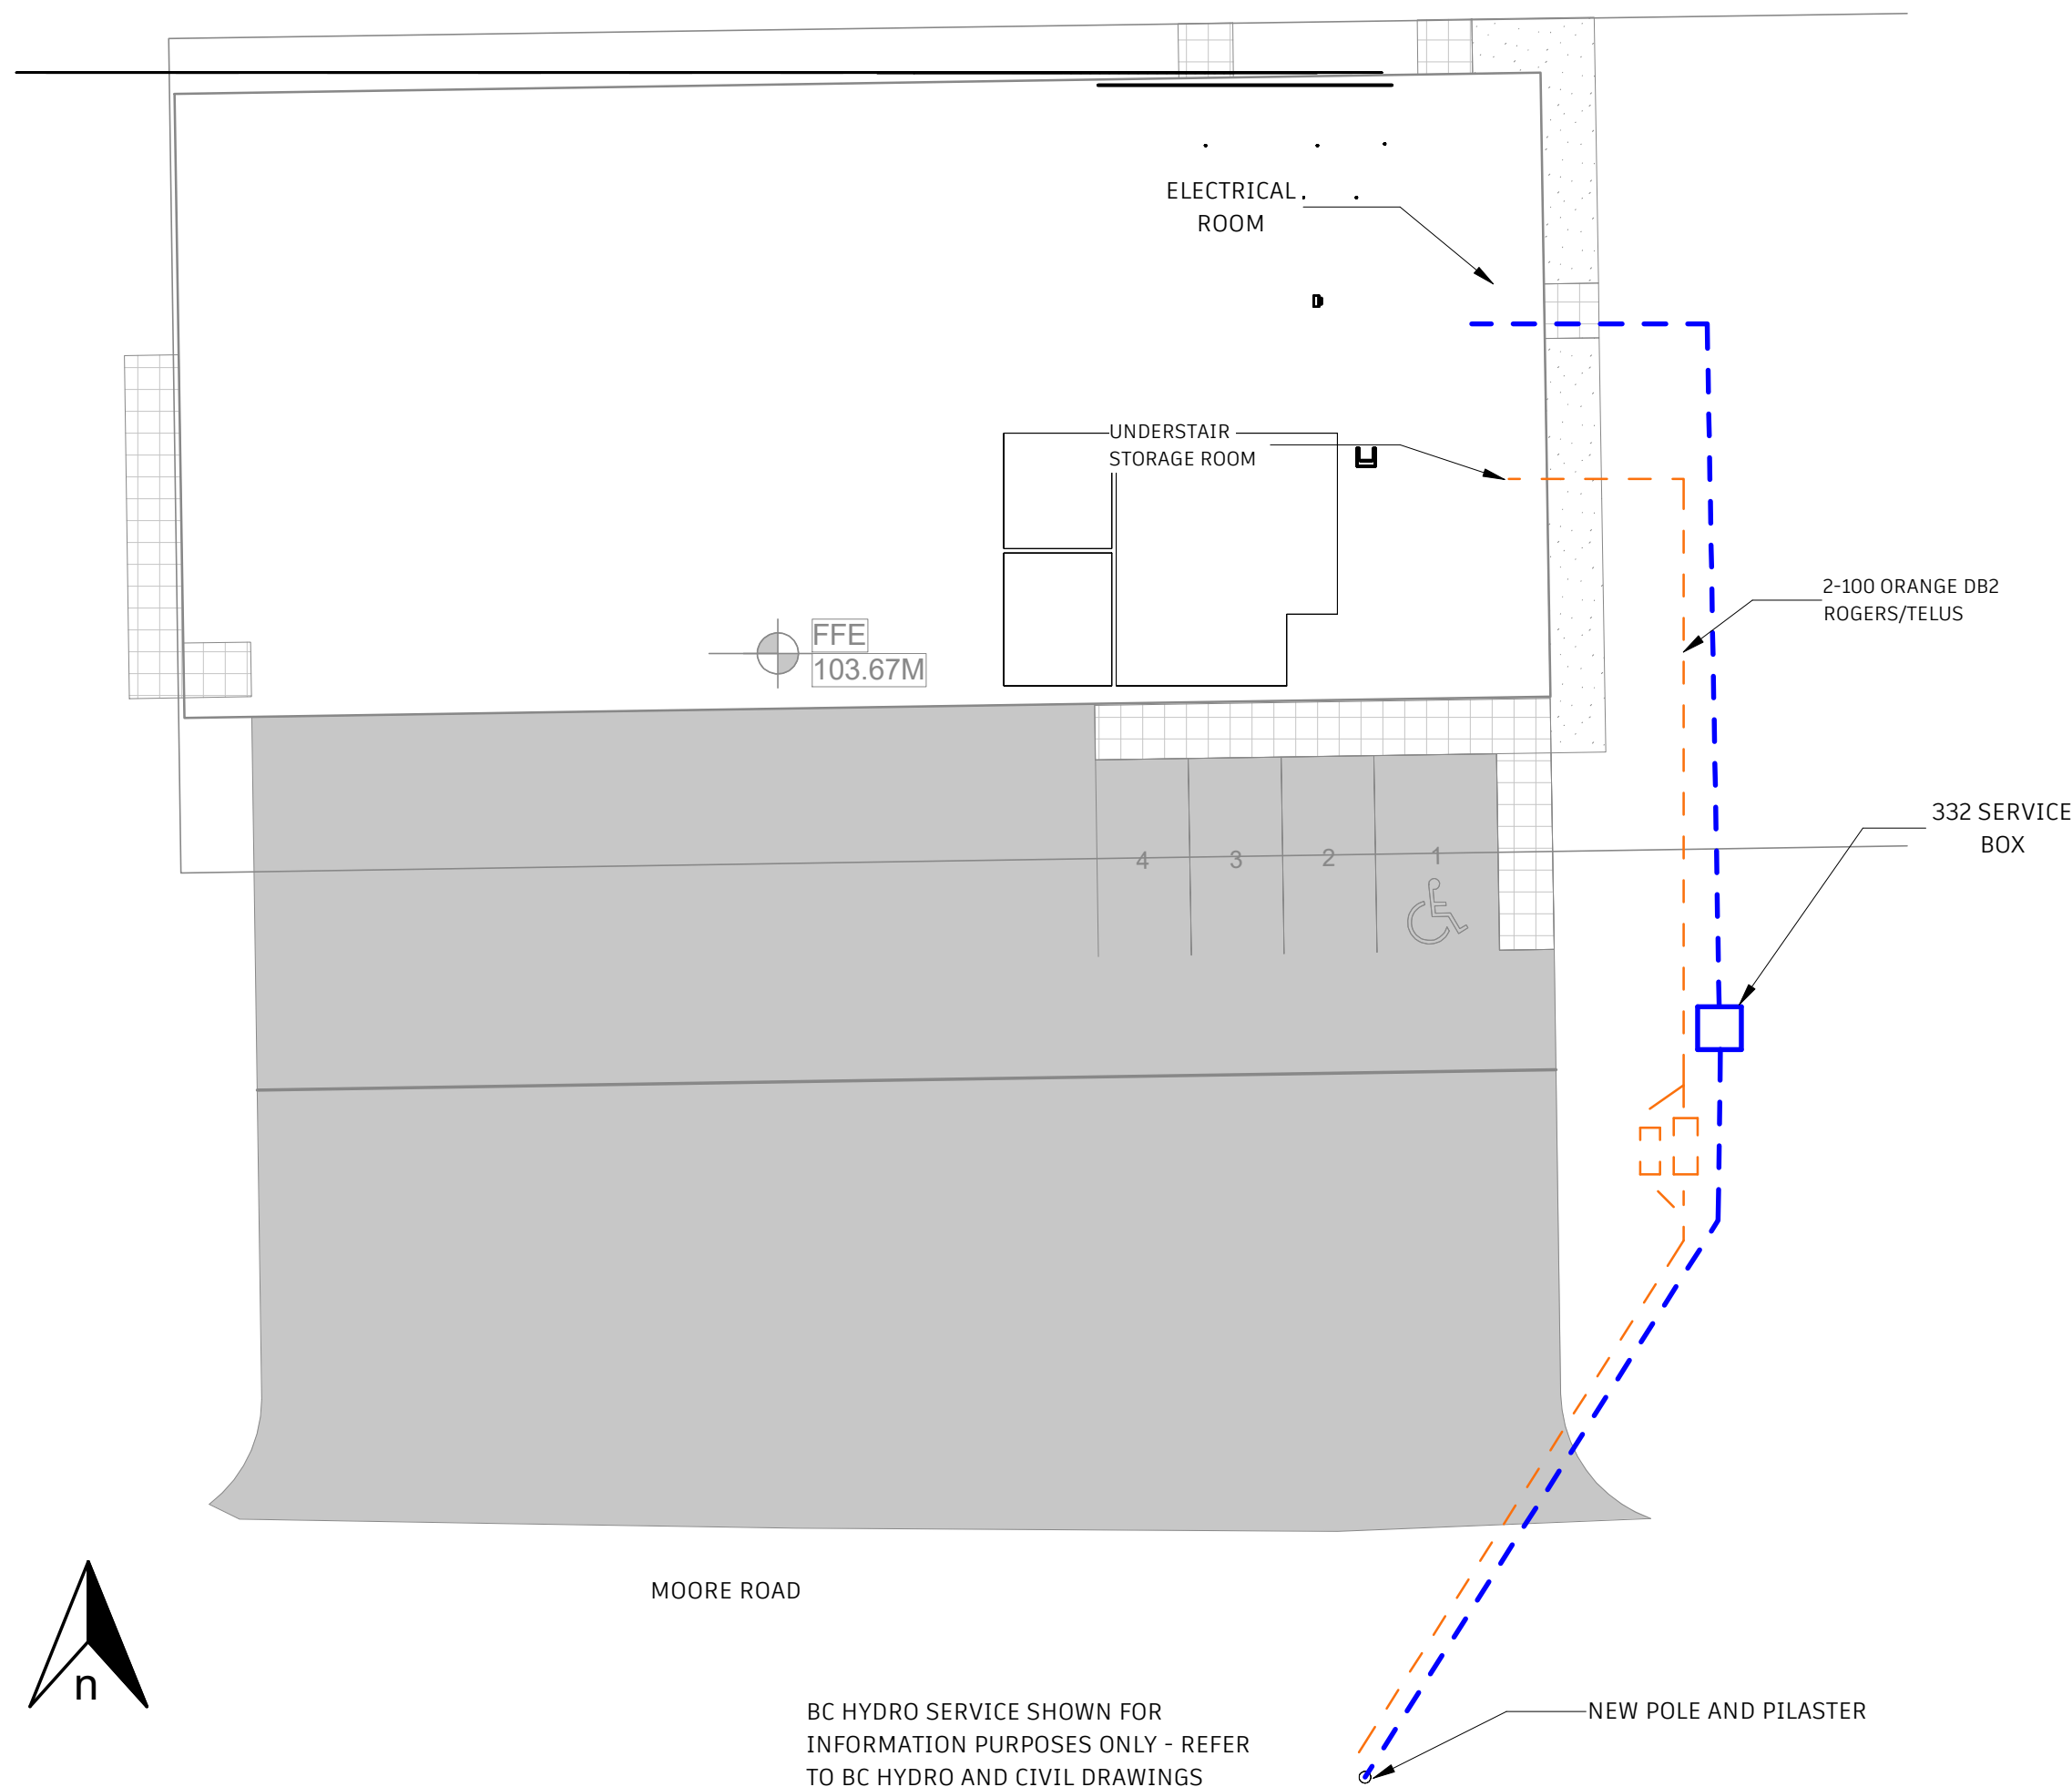 ELECTRICAL
ROOM
UNDERSTAIR
STORAGE ROOM
2-100 ORANGE DB2
ROGERS/TELUS
FFE
103.67M
332 SERVICE
BOX
4
3
2
1
MOORE ROAD
n
BC HYDRO SERVICE SHOWN FOR
INFORMATION PURPOSES ONLY - REFER
TO BC HYDRO AND CIVIL DRAWINGS
NEW POLE AND PILASTER